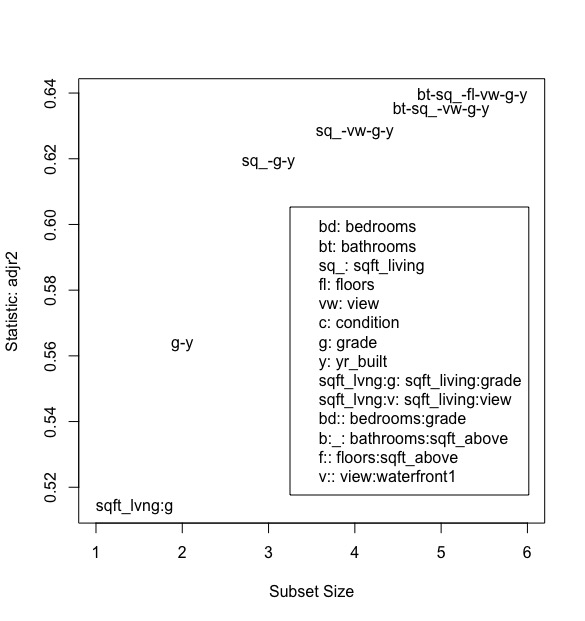 bt-sq_-fl-vw-g-y
bt-sq_-vw-g-y
sq_-vw-g-y
sq_-g-y
g-y
sqft_lvng:g
bd: bedrooms
bt: bathrooms
sq_: sqft_living
fl: floors
vw: view
c: condition
g: grade
y: yr_built
sqft_lvng:g: sqft_living:grade
sqft_lvng:v: sqft_living:view
bd:: bedrooms:grade
b:_: bathrooms:sqft_above
f:: floors:sqft_above
v:: view:waterfront1
0.64
0.62
0.60
0.58
0.56
0.54
0.52
Statistic: adjr2
1 2 3 4 5 6
Subset Size